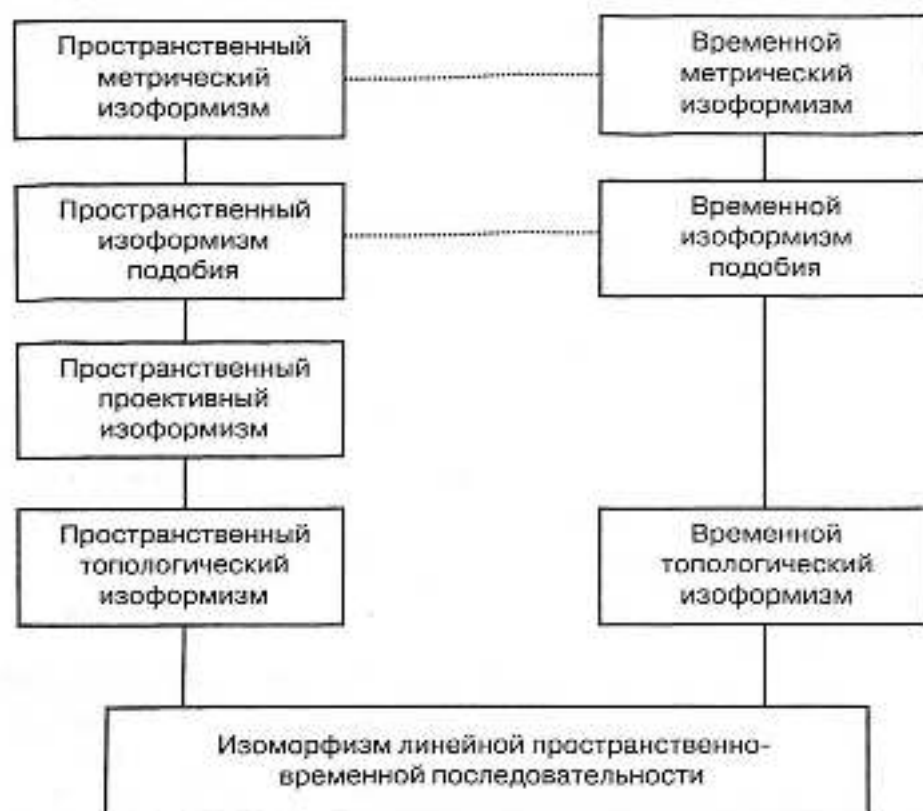 Пространственный
метрический
изоформизм
Временной
метрический
изоформизм
Пространственный
изоформизм
подобия
Временной
изоформизм
подобия
Пространственный
проективный
изоформизм
Пространственный
топологический
изоформизм
Временной
топологический
изоформизм
Изоморфизм линейной пространственно-
временной последовательности